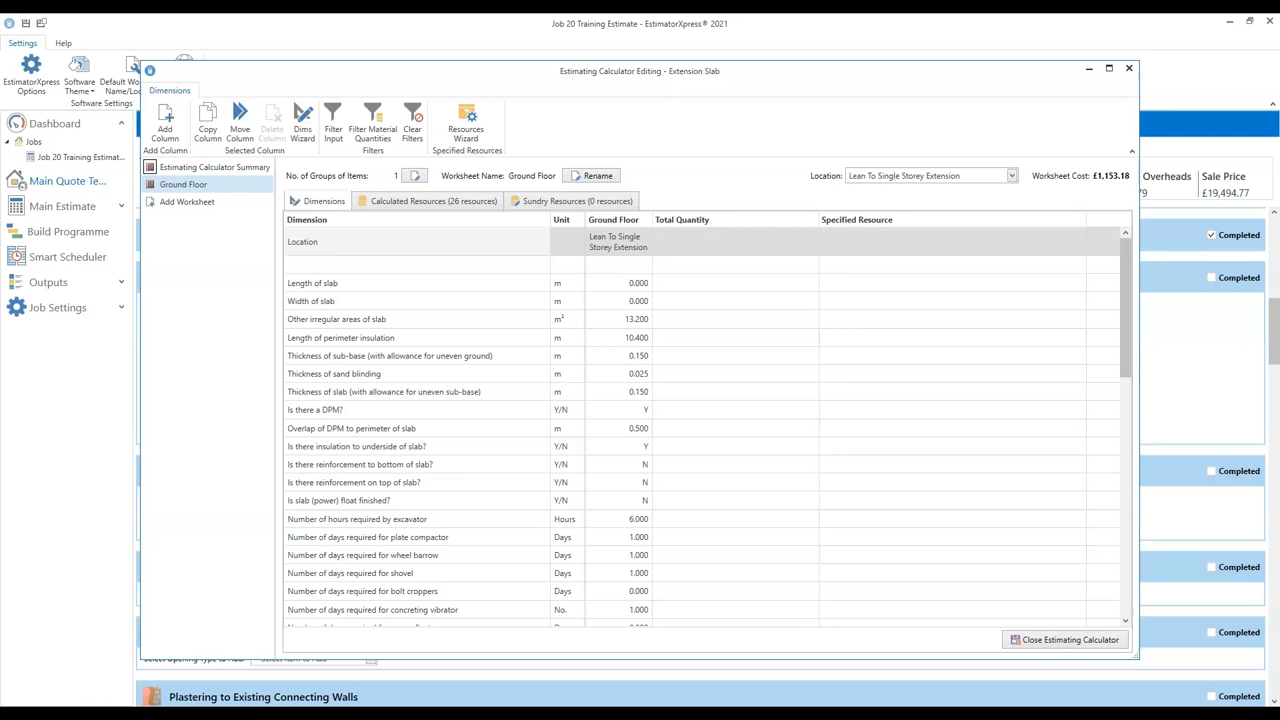 Job 20 Training Estimate - EstimatorXpress ® 2021
Settings
Help
EstimatorXpress Options
Software Theme
Default Wo
Name/Loc
Software Settings
Estimating Calculator Editing - Extension Slab
Dimensions
Add Column
Copy Column
Move Column
Delete Column
Dims Wizard
Filter Input
Filter Material Quantities
Clear Filters
Resources Wizard
Add Column
Selected Column
Filters
Specified Resources
Dashboard
Jobs
Job 20 Training Estimat...
Main Quote Te...
Main Estimate
Build Programme
Smart Scheduler
Outputs
Job Settings
Estimating Calculator Summary
Ground Floor
Add Worksheet
No. of Groups of Items: 1
Worksheet Name: Ground Floor
Rename
Location: Lean To Single Storey Extension
Worksheet Cost: £1,153.18
Dimensions
Calculated Resources (26 resources)
Sundry Resources (0 resources)
Dimension Unit Ground Floor Total Quantity Specified Resource
Location Lean To Single Storey Extension
Length of slab m 0.000
Width of slab m 0.000
Other irregular areas of slab m² 13.200
Length of perimeter insulation m 10.400
Thickness of sub-base (with allowance for uneven ground) m 0.150
Thickness of sand blinding m 0.025
Thickness of slab (with allowance for uneven sub-base) m 0.150
Is there a DPM? Y/N Y
Overlap of DPM to perimeter of slab m 0.500
Is there insulation to underside of slab? Y/N Y
Is there reinforcement to bottom of slab? Y/N N
Is there reinforcement on top of slab? Y/N N
Is slab (power) float finished? Y/N N
Number of hours required by excavator Hours 6.000
Number of days required for plate compactor Days 1.000
Number of days required for wheel barrow Days 1.000
Number of days required for shovel Days 1.000
Number of days required for bolt croppers Days 0.000
Number of days required for concreting vibrator No. 1.000
Close Estimating Calculator
Overheads Sale Price
79 £19,494.77
Completed
Completed
Completed
Completed
Completed
Plastering to Existing Connecting Walls
Completed